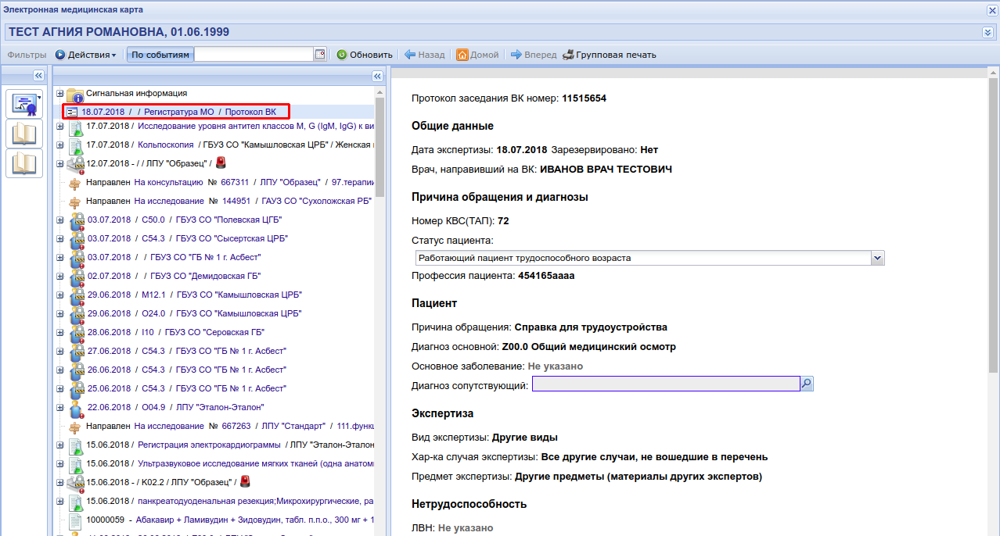 Электронная медицинская карта
ТЕСТ АГНИЯ РОМАНОВНА, 01.06.1999
Фильтры Действия По событиям Обновить Назад Домой Вперед Групповая печать
Сигнальная информация
18.07.2018 / / Регистратура МО / Протокол ВК
17.07.2018 / Исследование уровня антител классов M, G (IgM, IgG) к ви
17.07.2018 / Кольпоскопия / ГБУЗ СО "Камышловская ЦРБ" / Женская
12.07.2018 - / / ЛПУ "Образец" /
Направлен На консультацию № 667311 / ЛПУ "Образец" / 97.терапи
Направлен На исследование № 144951 / ГАУЗ СО "Сухоложская РБ"
03.07.2018 / C50.0 / ГБУЗ СО "Полевская ЦГБ"
03.07.2018 / C54.3 / ГБУЗ СО "Сысертская ЦРБ"
03.07.2018 / / ГБУЗ СО "ГБ № 1 г. Асбест"
02.07.2018 / / ГБУЗ СО "Демидовская ГБ"
29.06.2018 / M12.1 / ГБУЗ СО "Камышловская ЦРБ"
29.06.2018 / O24.0 / ГБУЗ СО "Камышловская ЦРБ"
28.06.2018 / I10 / ГБУЗ СО "Серовская ГБ"
27.06.2018 / C54.3 / ГБУЗ СО "ГБ № 1 г. Асбест"
26.06.2018 / C54.3 / ГБУЗ СО "ГБ № 1 г. Асбест"
25.06.2018 / C54.3 / ГБУЗ СО "ГБ № 1 г. Асбест"
22.06.2018 / O04.9 / ЛПУ "Эталон-Эталон"
Направлен На исследование № 667263 / ЛПУ "Стандарт" / 111.функ
15.06.2018 / Регистрация электрокардиограммы / ЛПУ "Эталон-Эталон
15.06.2018 / Ультразвуковое исследование мягких тканей (одна анатом
15.06.2018 - / K02.2 / ЛПУ "Образец" /
15.06.2018 / панкреатодуоденальная резекция;Микрохирургические, ра
10000059 - Абакавир + Ламивудин + Зидовудин, табл. п.п.о., 300 мг + 1
Протокол заседания ВК номер: 11515654
Общие данные
Дата экспертизы: 18.07.2018 Зарезервировано: Нет
Врач, направивший на ВК: ИВАНОВ ВРАЧ ТЕСТОВИЧ
Причина обращения и диагнозы
Номер КВС(ТАП): 72
Статус пациента:
Работающий пациент трудоспособного возраста
Профессия пациента: 454165аааа
Пациент
Причина обращения: Справка для трудоустройства
Диагноз основной: Z00.0 Общий медицинский осмотр
Основное заболевание: Не указано
Диагноз сопутствующий:
Экспертиза
Вид экспертизы: Другие виды
Хар-ка случая экспертизы: Все другие случаи, не вошедшие в перечень
Предмет экспертизы: Другие предметы (материалы других экспертов)
Нетрудоспособность
ЛВН: Не указано